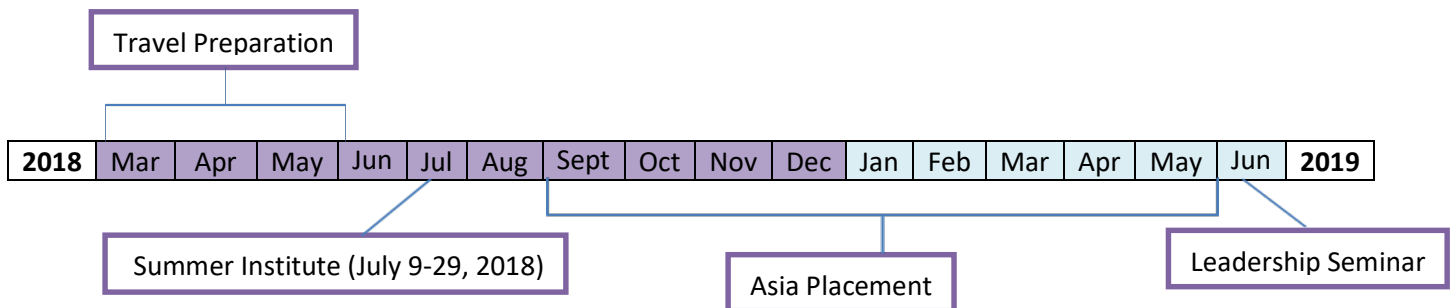 Travel Preparation
2018 Mar Apr May Jun Jul Aug Sept Oct Nov Dec Jan Feb Mar Apr May Jun 2019
Summer Institute (July 9-29, 2018)
Asia Placement
Leadership Seminar